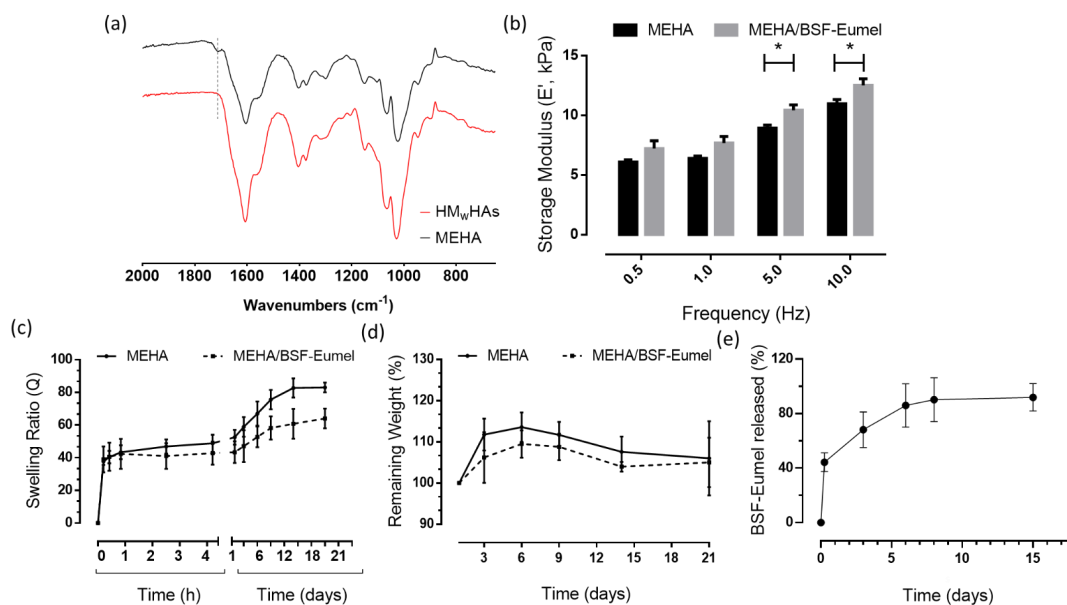 (a)
HMwHAs
MEHA
2000 1800 1600 1400 1200 1000 800
Wavenumbers (cm-1)
(b)
MEHA MEHA/BSF-Eumel
Storage Modulus (E', kPa)
15
10
5
0
* *
0.5 1.0 5.0 10.0
Frequency (Hz)
(c)
MEHA MEHA/BSF-Eumel
Swelling Ratio (Q)
100
80
60
40
20
0
0 1 2 3 4 1 3 6 9 12 15 18 21
Time (h) Time (days)
(d)
MEHA MEHA/BSF-Eumel
Remaining Weight (%)
130
120
110
100
90
3 6 9 12 15 18 21
Time (days)
(e)
BSF-Eumel released (%)
120
80
40
0
0 5 10 15
Time (days)